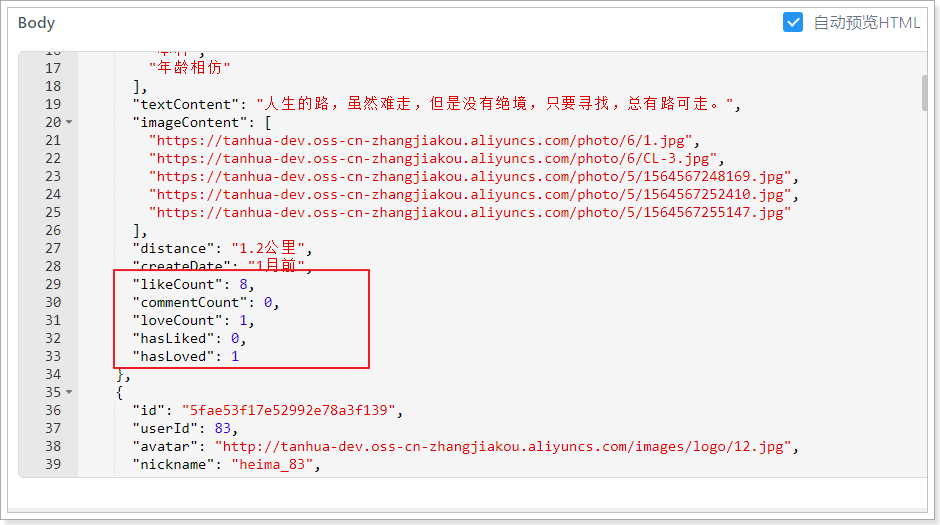 Body
自动预览HTML
17 "年龄相仿"
18 ],
19 "textContent": "人生的路，虽然难走，但是没有绝境，只要寻找，总有路可走。",
20 "imageContent": [
21 "https://tanhua-dev.oss-cn-zhangjiakou.aliyuncs.com/photo/6/1.jpg",
22 "https://tanhua-dev.oss-cn-zhangjiakou.aliyuncs.com/photo/6/CL-3.jpg",
23 "https://tanhua-dev.oss-cn-zhangjiakou.aliyuncs.com/photo/5/1564567248169.jpg",
24 "https://tanhua-dev.oss-cn-zhangjiakou.aliyuncs.com/photo/5/1564567252410.jpg",
25 "https://tanhua-dev.oss-cn-zhangjiakou.aliyuncs.com/photo/5/1564567255147.jpg"
26 ],
27 "distance": "1.2公里",
28 "createDate": "1月前",
29 "likeCount": 8,
30 "commentCount": 0,
31 "loveCount": 1,
32 "hasLiked": 0,
33 "hasLoved": 1
34 },
35 {
36 "id": "5fae53f17e52992e78a3f139",
37 "userId": 83,
38 "avatar": "http://tanhua-dev.oss-cn-zhangjiakou.aliyuncs.com/images/logo/12.jpg",
39 "nickname": "heima_83",